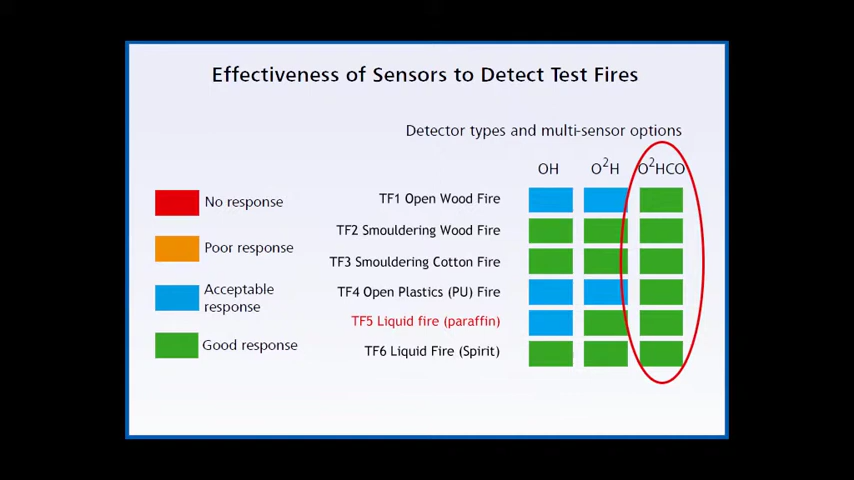 Effectiveness of Sensors to Detect Test Fires
Detector types and multi-sensor options
OH O²H O²HCO
No response
Poor response
Acceptable
response
Good response
TF1 Open Wood Fire
TF2 Smouldering Wood Fire
TF3 Smouldering Cotton Fire
TF4 Open Plastics (PU) Fire
TF5 Liquid fire (paraffin)
TF6 Liquid Fire (Spirit)